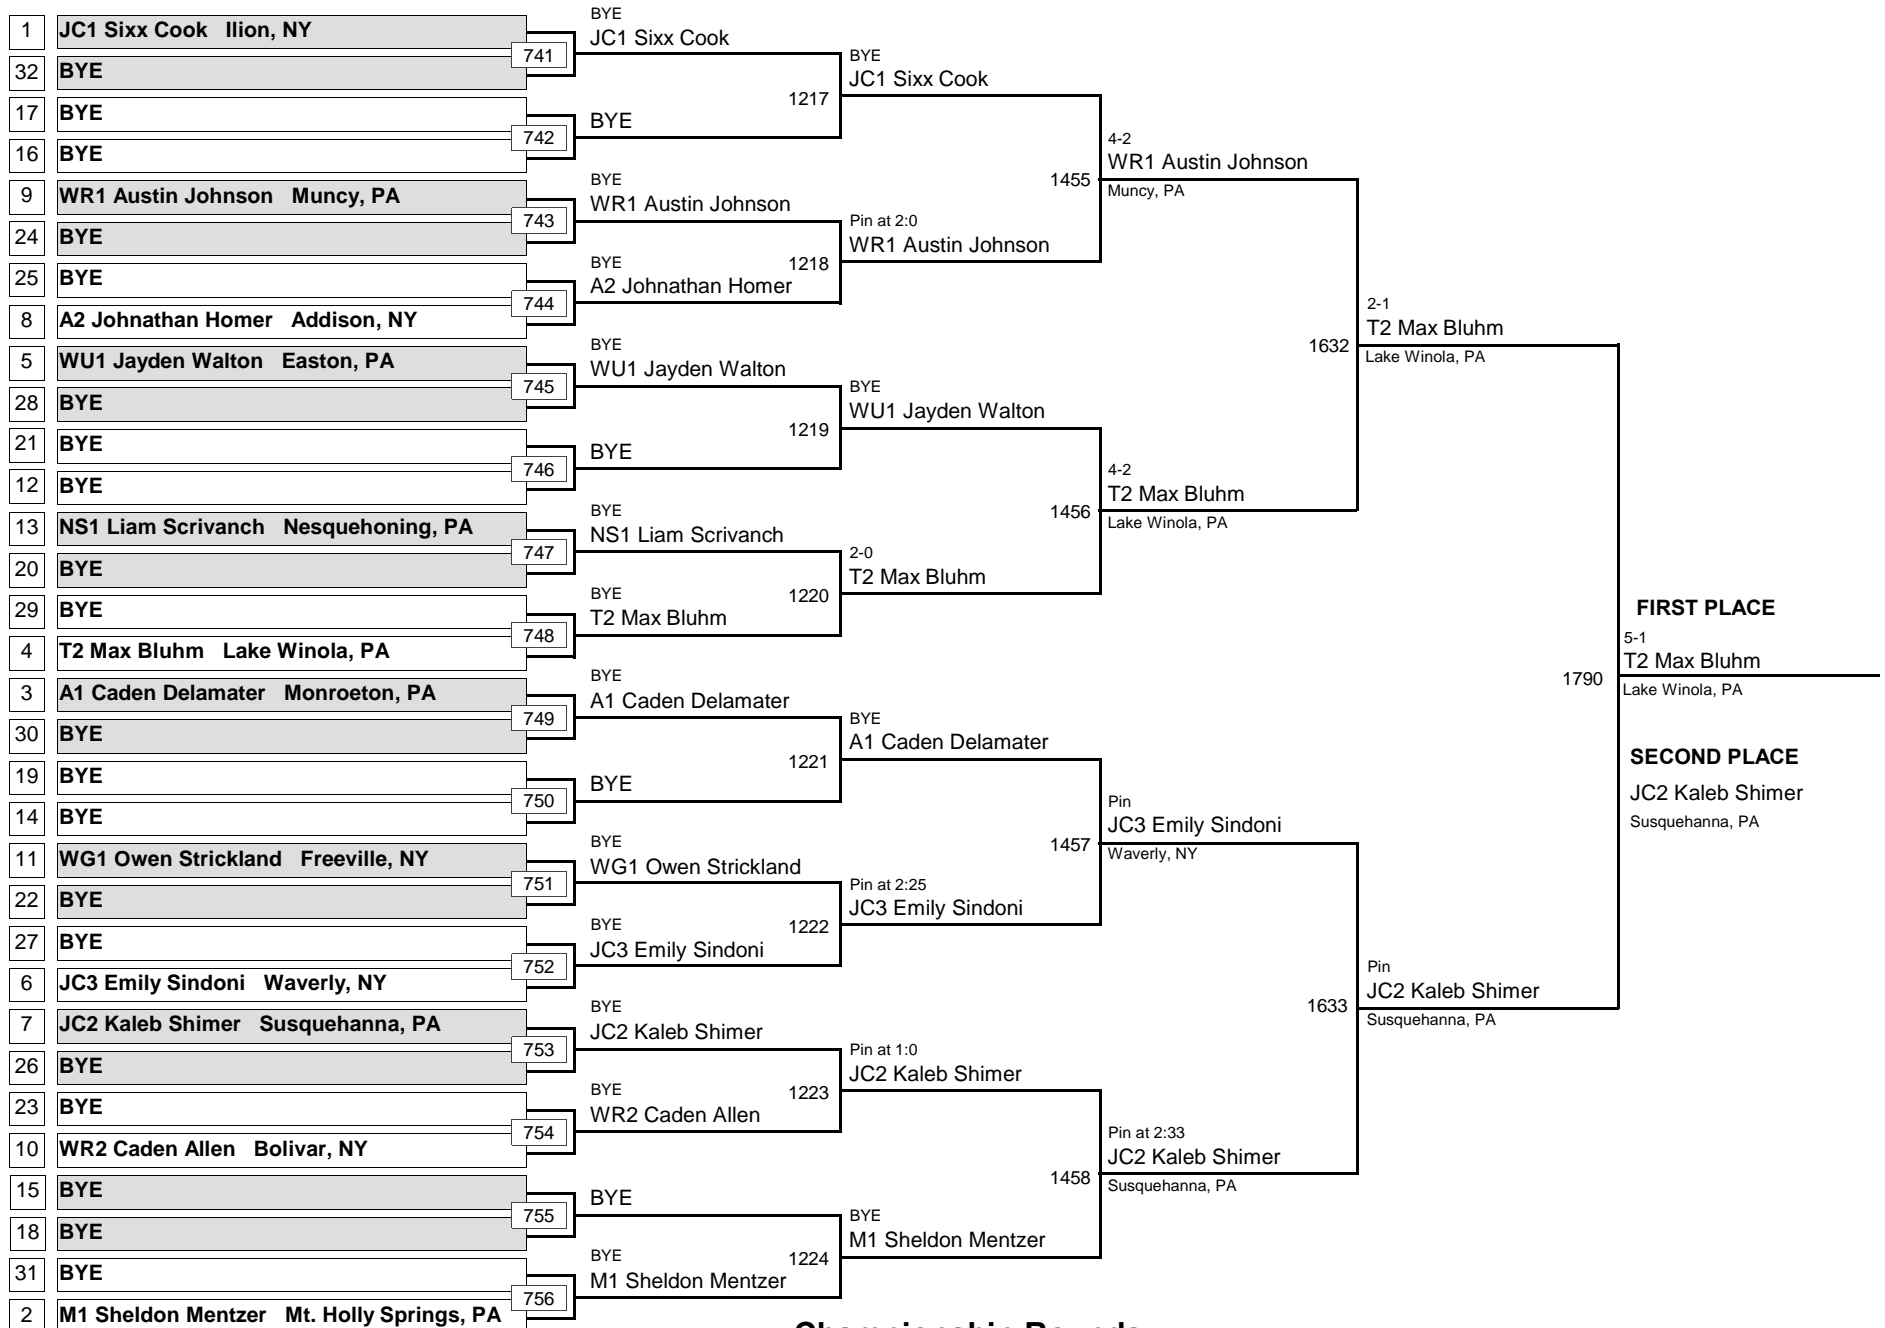 1 JC1 Sixx Cook Ilion, NY
32 BYE
17 BYE
16 BYE
9 WR1 Austin Johnson Muncy, PA
24 BYE
25 BYE
8 A2 Johnathan Homer Addison, NY
5 WU1 Jayden Walton Easton, PA
28 BYE
21 BYE
12 BYE
13 NS1 Liam Scrivanch Nesquehoning, PA
20 BYE
29 BYE
4 T2 Max Bluhm Lake Winola, PA
3 A1 Caden Delamater Monroeton, PA
30 BYE
19 BYE
14 BYE
11 WG1 Owen Strickland Freeville, NY
22 BYE
27 BYE
6 JC3 Emily Sindoni Waverly, NY
7 JC2 Kaleb Shimer Susquehanna, PA
26 BYE
23 BYE
10 WR2 Caden Allen Bolivar, NY
15 BYE
18 BYE
31 BYE
2 M1 Sheldon Mentzer Mt. Holly Springs, PA
741
742
743
744
745
746
747
748
749
750
751
752
753
754
755
756
BYE
JC1 Sixx Cook
BYE
BYE
WR1 Austin Johnson
BYE
A2 Johnathan Homer
BYE
WU1 Jayden Walton
BYE
BYE
NS1 Liam Scrivanch
BYE
T2 Max Bluhm
BYE
A1 Caden Delamater
BYE
BYE
WG1 Owen Strickland
BYE
JC3 Emily Sindoni
BYE
JC2 Kaleb Shimer
BYE
WR2 Caden Allen
BYE
BYE
M1 Sheldon Mentzer
1217
1218
1219
1220
1221
1222
1223
1224
BYE
JC1 Sixx Cook
Pin at 2:0
WR1 Austin Johnson
BYE
WU1 Jayden Walton
2-0
T2 Max Bluhm
BYE
A1 Caden Delamater
Pin at 2:25
JC3 Emily Sindoni
Pin at 1:0
JC2 Kaleb Shimer
BYE
M1 Sheldon Mentzer
1455
1456
1457
1458
4-2
WR1 Austin Johnson
Muncy, PA
4-2
T2 Max Bluhm
Lake Winola, PA
Pin
JC3 Emily Sindoni
Waverly, NY
Pin at 2:33
JC2 Kaleb Shimer
Susquehanna, PA
1632
1633
2-1
T2 Max Bluhm
Lake Winola, PA
Pin
JC2 Kaleb Shimer
Susquehanna, PA
1790
FIRST PLACE
5-1
T2 Max Bluhm
Lake Winola, PA
SECOND PLACE
JC2 Kaleb Shimer
Susquehanna, PA
Championship Rounds